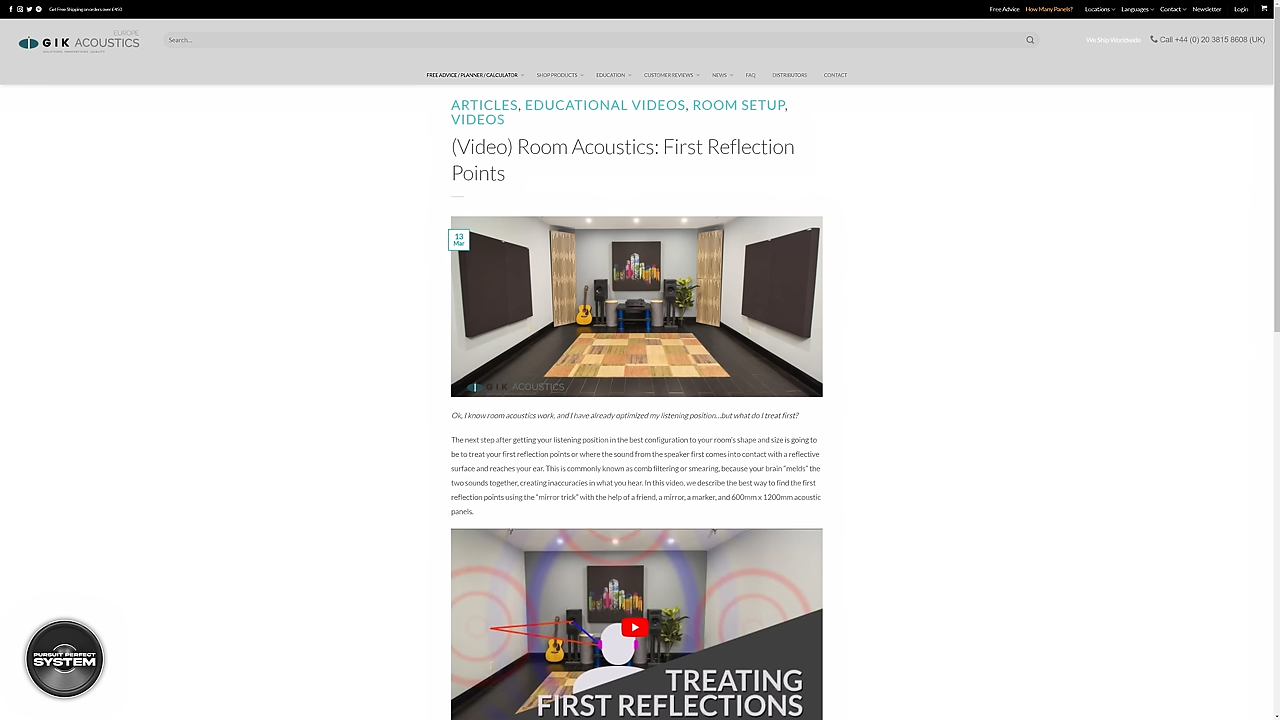 Get Free Shipping on orders over £450
Free Advice
How Many Panels?
Locations
Languages
Contact
Newsletter
Login
EUROPE
GIK ACOUSTICS
Search...
We Ship Worldwide
Call +44 (0) 20 3815 8608 (UK)
FREE ADVICE / PLANNER / CALCULATOR
SHOP PRODUCTS
EDUCATION
CUSTOMER REVIEWS
NEWS
FAQ
DISTRIBUTORS
CONTACT
ARTICLES, EDUCATIONAL VIDEOS, ROOM SETUP,
VIDEOS
(Video) Room Acoustics: First Reflection
Points
13
Mar
GIK ACOUSTICS
Ok, I know room acoustics work, and I have already optimized my listening position...but what do I treat first?
The next step after getting your listening position in the best configuration to your room's shape and size is going to
be to treat your first reflection points or where the sound from the speaker first comes into contact with a reflective
surface and reaches your ear. This is commonly known as comb filtering or smearing, because your brain "melds" the
two sounds together, creating inaccuracies in what you hear. In this video, we describe the best way to find the first
reflection points using the "mirror trick" with the help of a friend, a mirror, a marker, and 600mm x 1200mm acoustic
panels.
TREATING
FIRST REFLECTIONS
PURSUIT PERFECT
SYSTEM